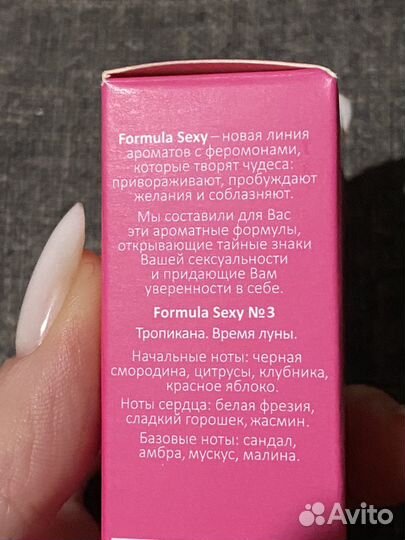 Formula Sexy – новая линия
ароматов с феромонами,
которые творят чудеса:
привораживают, пробуждают
желания и соблазняют.
Мы составили для Вас
эти ароматные формулы,
открывающие тайные знаки
Вашей сексуальности
и придающие Вам
уверенности в себе.
Formula Sexy №3
Тропикана. Время луны.
Начальные ноты: черная
смородина, цитрусы, клубника,
красное яблоко.
Ноты сердца: белая фрезия,
сладкий горошек, жасмин.
Базовые ноты: сандал,
амбра, мускус, малина.
Avito